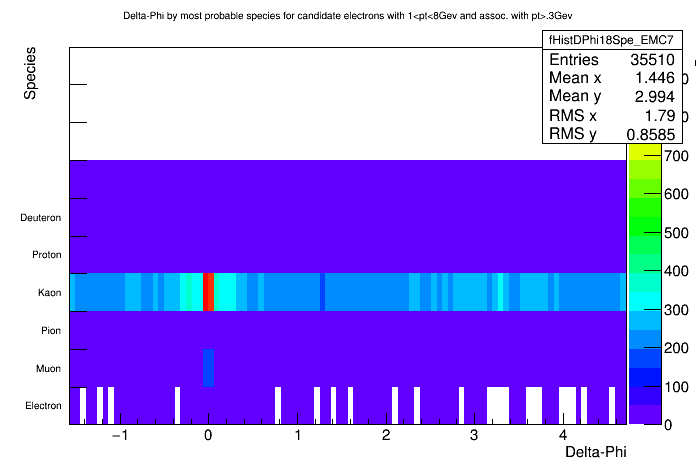 Delta-Phi by most probable species for candidate electrons with 1<pt<8Gev and assoc. with pt>.3Gev
fHistDPhi18Spe_EMC7
Entries 35510
Mean x 1.446
Mean y 2.994
RMS x 1.79
RMS y 0.8585
Species
Deuteron
Proton
Kaon
Pion
Muon
Electron
700
600
500
400
300
200
100
0
−1 0 1 2 3 4
Delta-Phi